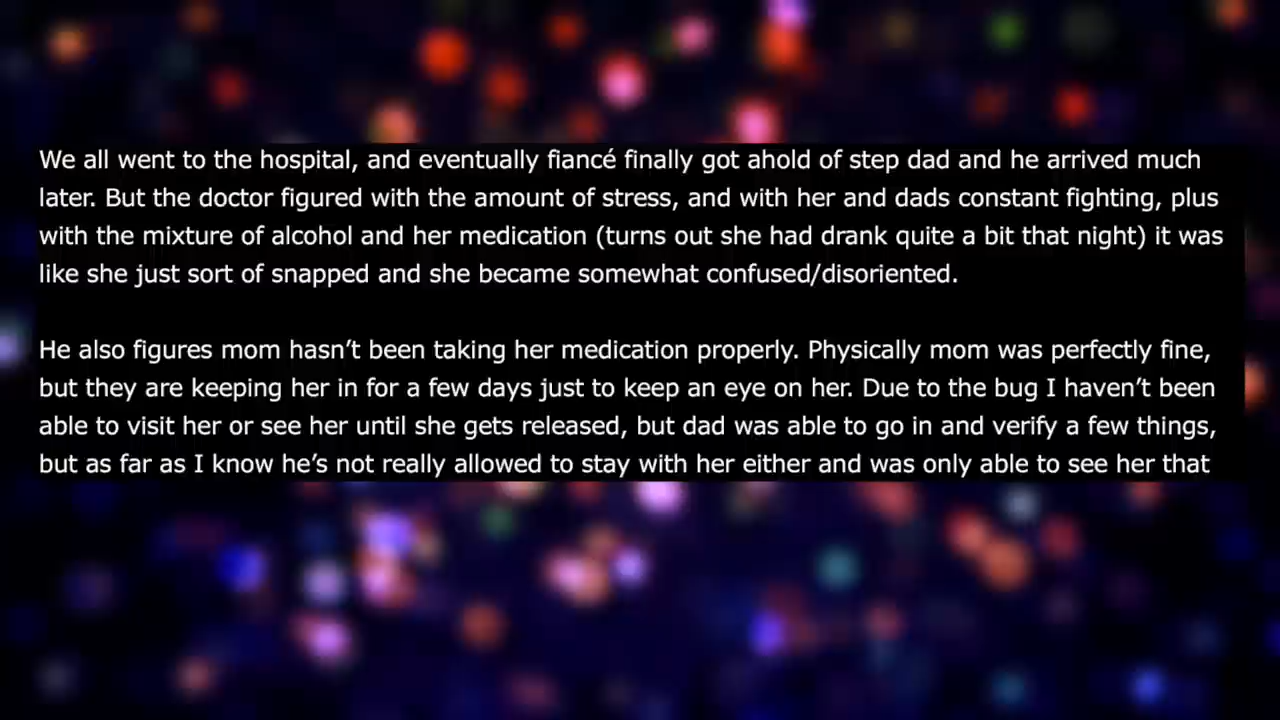 We all went to the hospital, and eventually fiancé finally got ahold of step dad and he arrived much
later. But the doctor figured with the amount of stress, and with her and dads constant fighting, plus
with the mixture of alcohol and her medication (turns out she had drank quite a bit that night) it was
like she just sort of snapped and she became somewhat confused/disoriented.
He also figures mom hasn’t been taking her medication properly. Physically mom was perfectly fine,
but they are keeping her in for a few days just to keep an eye on her. Due to the bug I haven’t been
able to visit her or see her until she gets released, but dad was able to go in and verify a few things,
but as far as I know he’s not really allowed to stay with her either and was only able to see her that